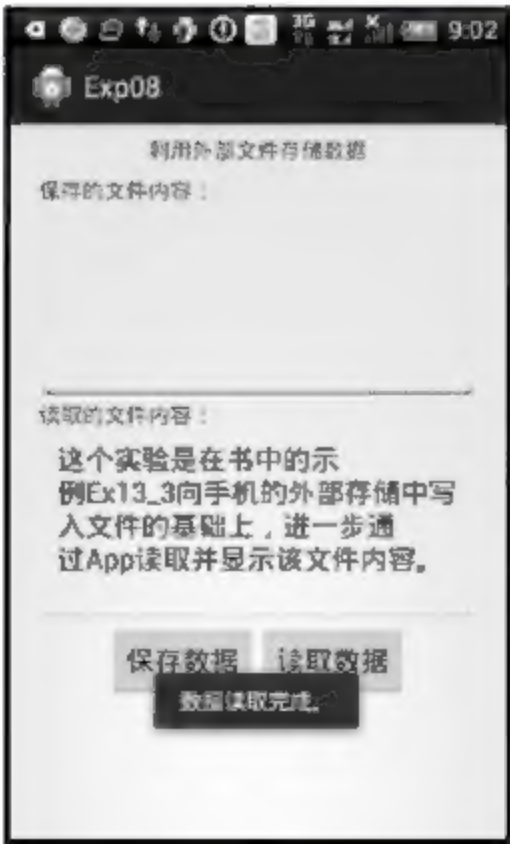 3G 9:02
Exp08
利用外部文件存储数据
保存的文件内容：
读取的文件内容：
这个实验是在书中的示
例Ex13_3向手机的外部存储中写
入文件的基础上，进一步通
过App读取并显示该文件内容。
保存数据 读取数据
数据读取完成。